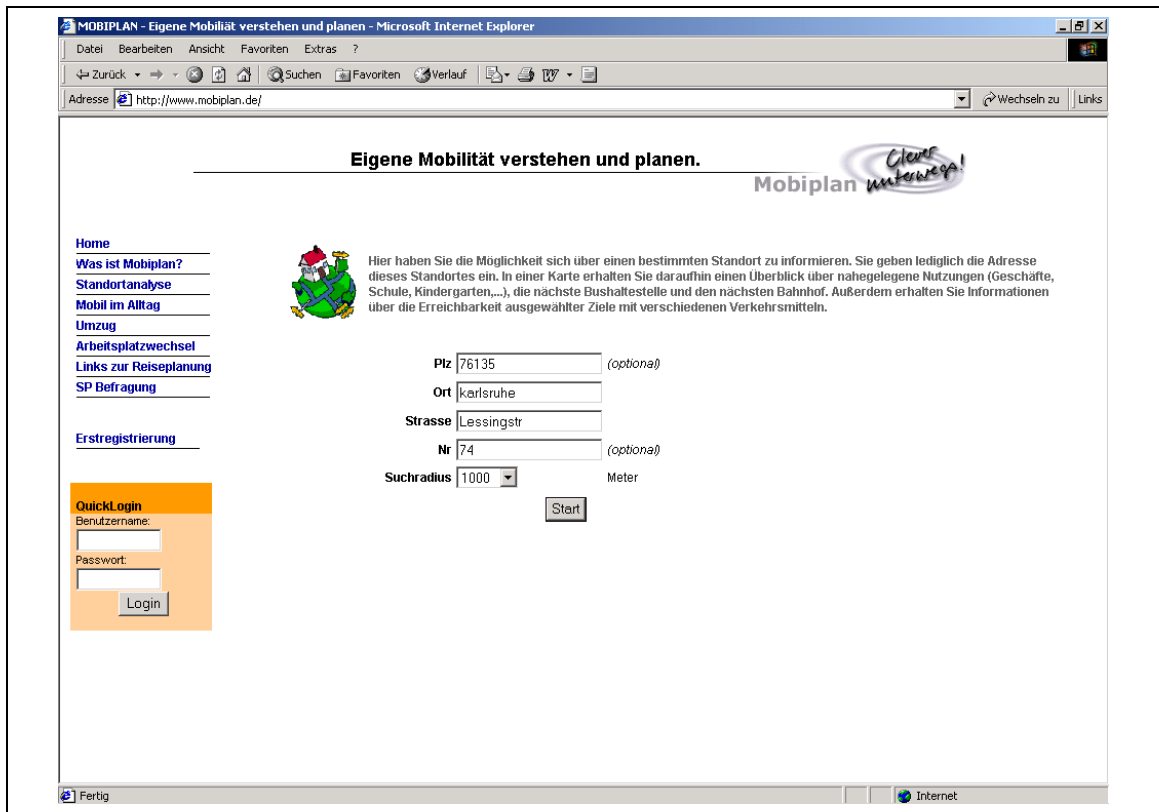 MOBIPLAN - Eigene Mobiliät verstehen und planen - Microsoft Internet Explorer
Datei Bearbeiten Ansicht Favoriten Extras ?
Zurück Suchen Favoriten Verlauf
Adresse http://www.mobiplan.de/ Wechseln zu Links
Eigene Mobilität verstehen und planen.
Mobiplan Clever unterwegs!
Home
Was ist Mobiplan?
Standortanalyse
Mobil im Alltag
Umzug
Arbeitsplatzwechsel
Links zur Reiseplanung
SP Befragung
Erstregistrierung
QuickLogin
Benutzername:
Passwort:
Login
Hier haben Sie die Möglichkeit sich über einen bestimmten Standort zu informieren. Sie geben lediglich die Adresse
dieses Standortes ein. In einer Karte erhalten Sie daraufhin einen Überblick über nahegelegene Nutzungen (Geschäfte,
Schule, Kindergarten,...), die nächste Bushaltestelle und den nächsten Bahnhof. Außerdem erhalten Sie Informationen
über die Erreichbarkeit ausgewählter Ziele mit verschiedenen Verkehrsmitteln.
Plz 76135 (optional)
Ort karlsruhe
Strasse Lessingstr
Nr 74 (optional)
Suchradius 1000 Meter
Start
Fertig Internet